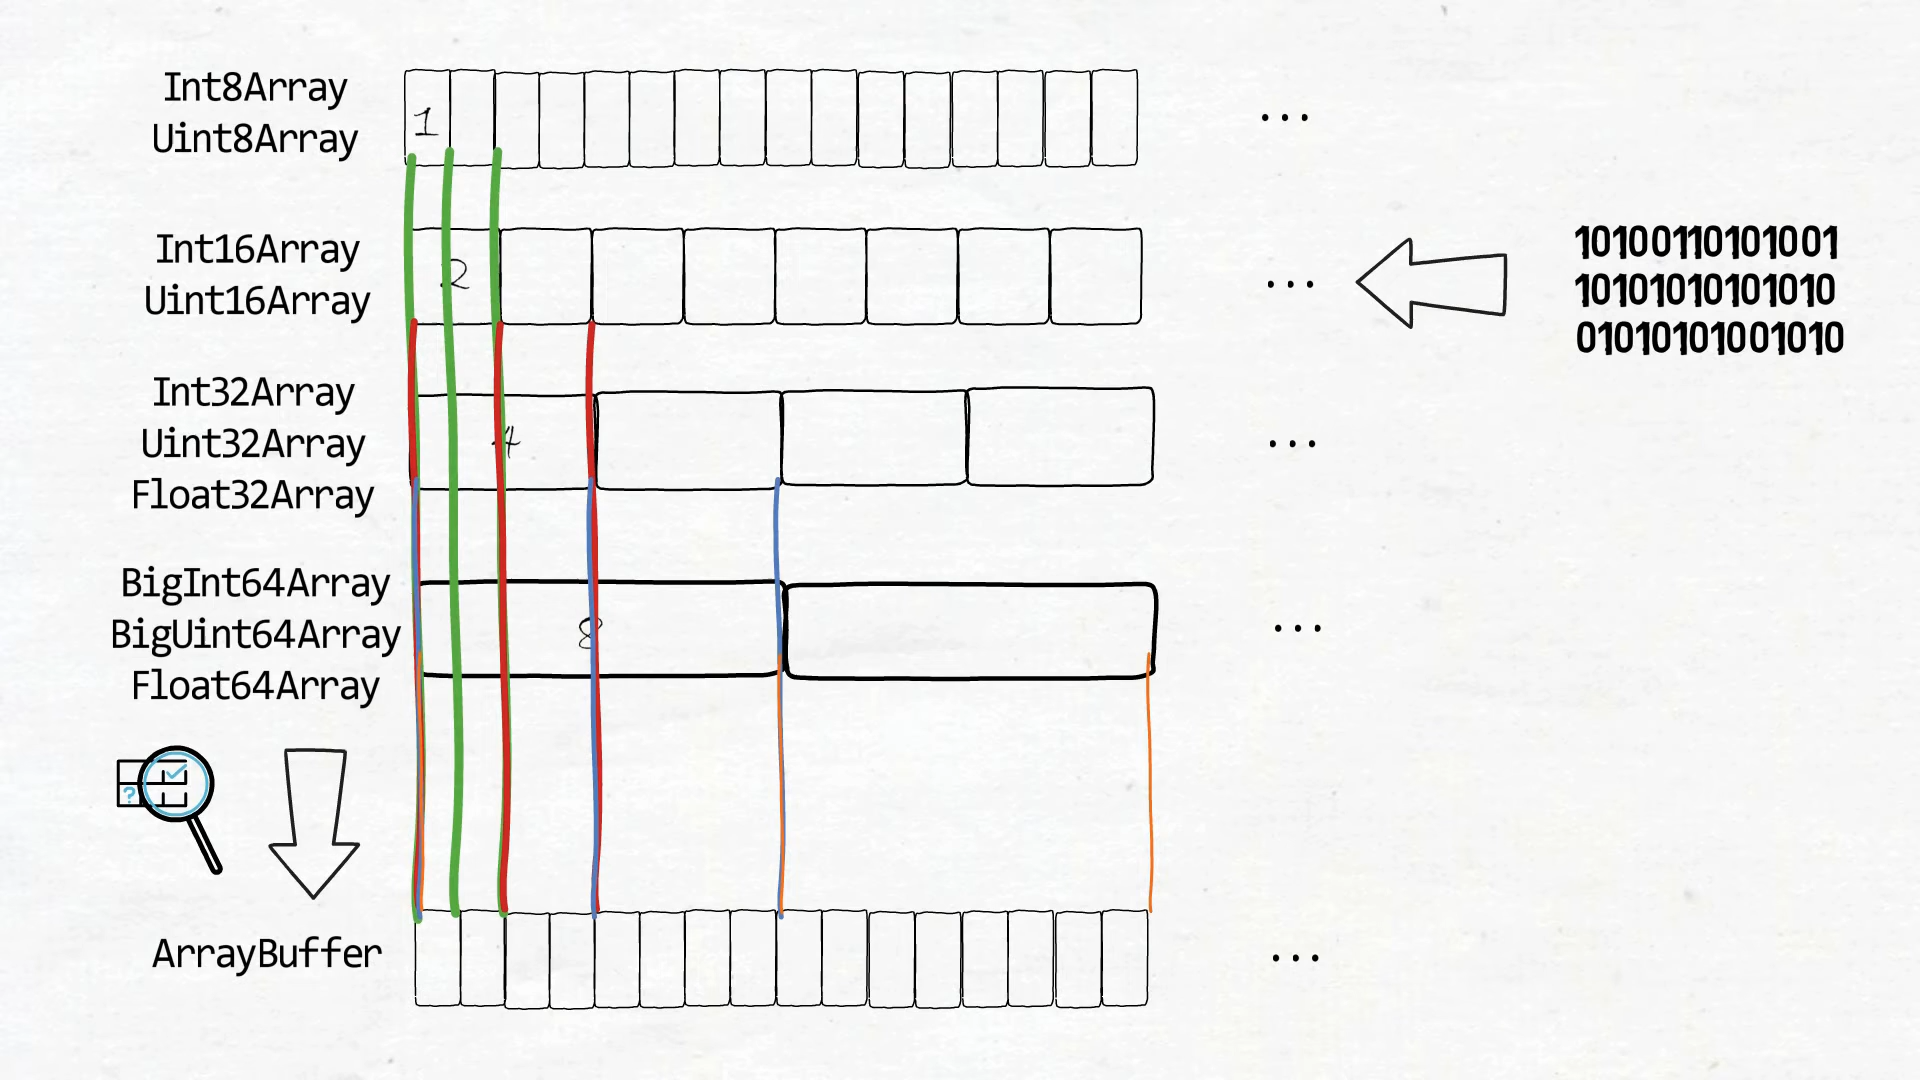 Int8Array
Uint8Array
1
...
Int16Array
Uint16Array
2
...
10100110101001
10101010101010
01010101001010
Int32Array
Uint32Array
Float32Array
4
...
BigInt64Array
BigUint64Array
Float64Array
8
...
?
ArrayBuffer
...